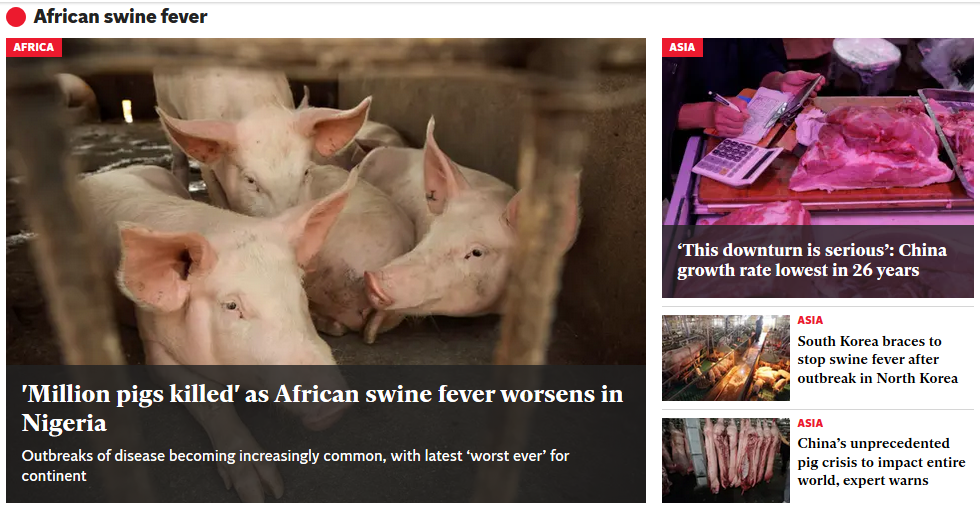 African swine fever
AFRICA
'Million pigs killed' as African swine fever worsens in
Nigeria
Outbreaks of disease becoming increasingly common, with latest ‘worst ever’ for
continent
ASIA
‘This downturn is serious’: China
growth rate lowest in 26 years
ASIA
South Korea braces to
stop swine fever after
outbreak in North Korea
ASIA
China’s unprecedented
pig crisis to impact entire
world, expert warns